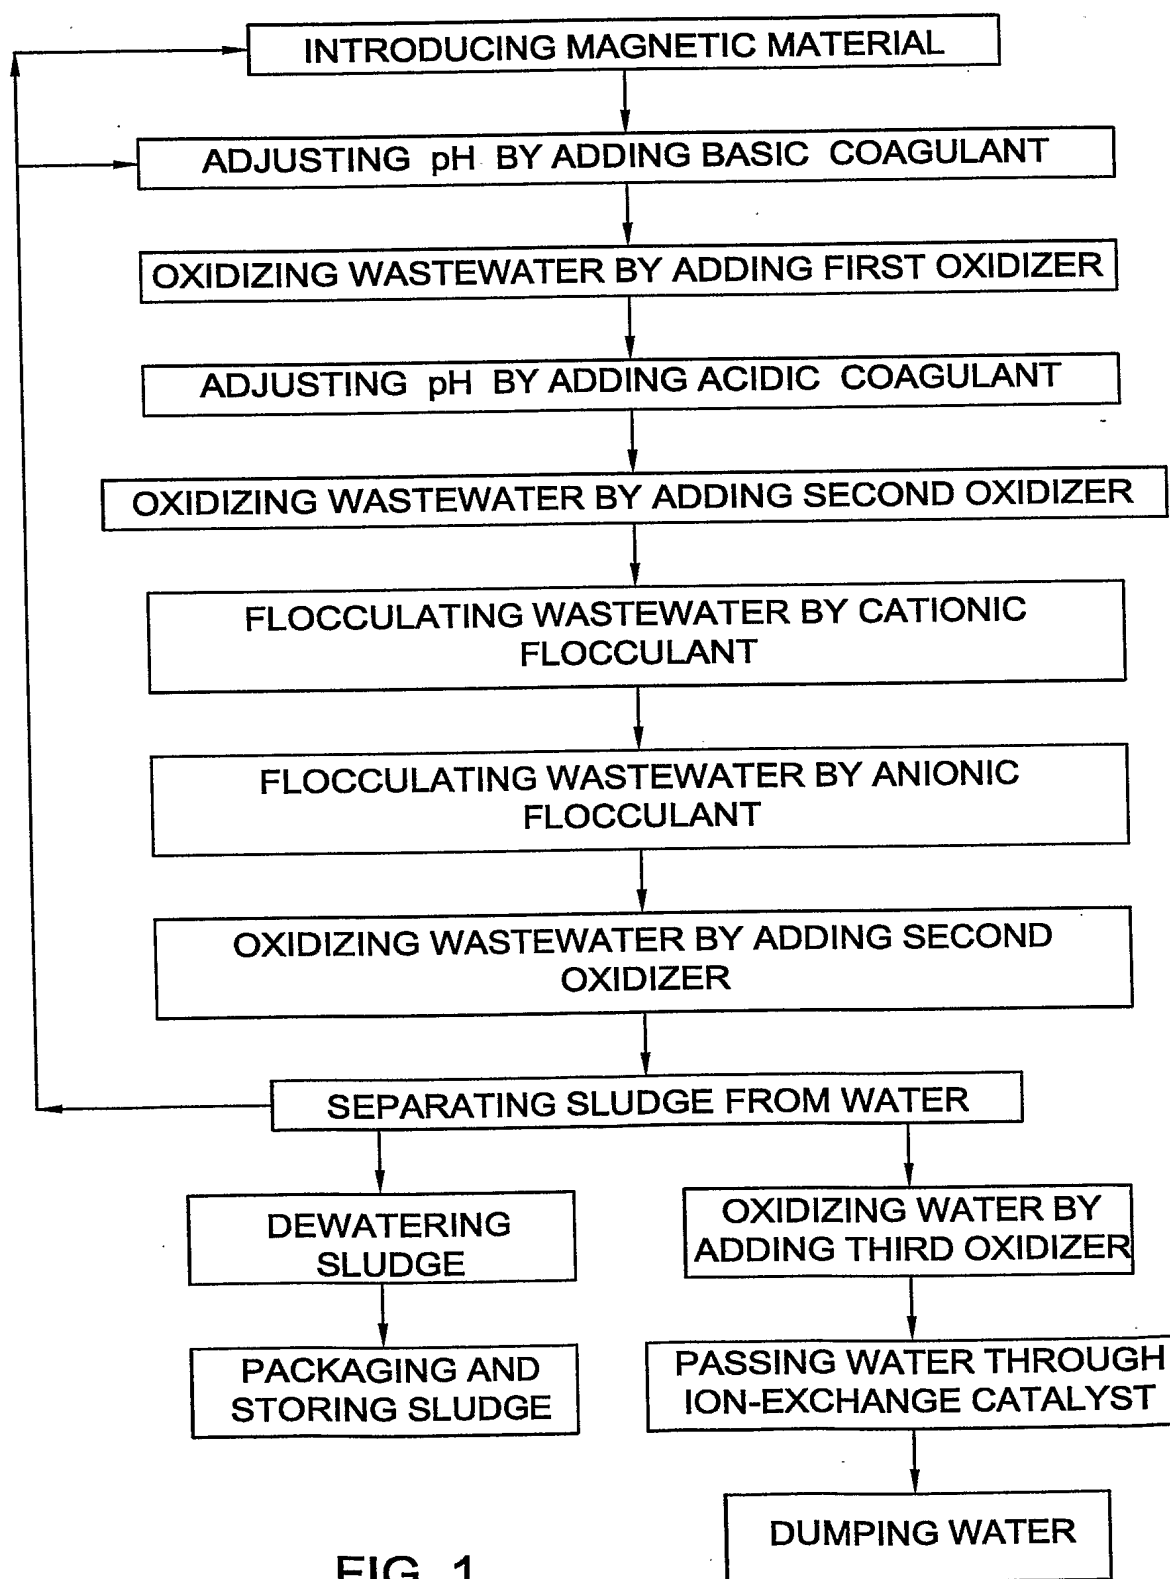 INTRODUCING MAGNETIC MATERIAL
ADJUSTING pH BY ADDING BASIC COAGULANT
OXIDIZING WASTEWATER BY ADDING FIRST OXIDIZER
ADJUSTING pH BY ADDING ACIDIC COAGULANT
OXIDIZING WASTEWATER BY ADDING SECOND OXIDIZER
FLOCCULATING WASTEWATER BY CATIONIC
FLOCCULANT
FLOCCULATING WASTEWATER BY ANIONIC
FLOCCULANT
OXIDIZING WASTEWATER BY ADDING SECOND
OXIDIZER
SEPARATING SLUDGE FROM WATER
DEWATERING
SLUDGE
PACKAGING AND
STORING SLUDGE
OXIDIZING WATER BY
ADDING THIRD OXIDIZER
PASSING WATER THROUGH
ION-EXCHANGE CATALYST
DUMPING WATER
FIG. 1